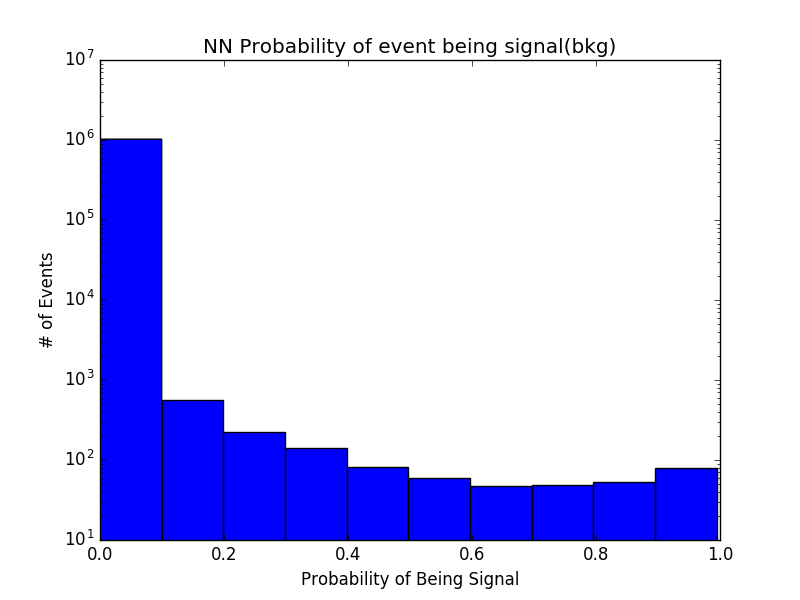 NN Probability of event being signal(bkg)
10^7
10^6
10^5
10^4
10^3
10^2
10^1
# of Events
0.0 0.2 0.4 0.6 0.8 1.0
Probability of Being Signal